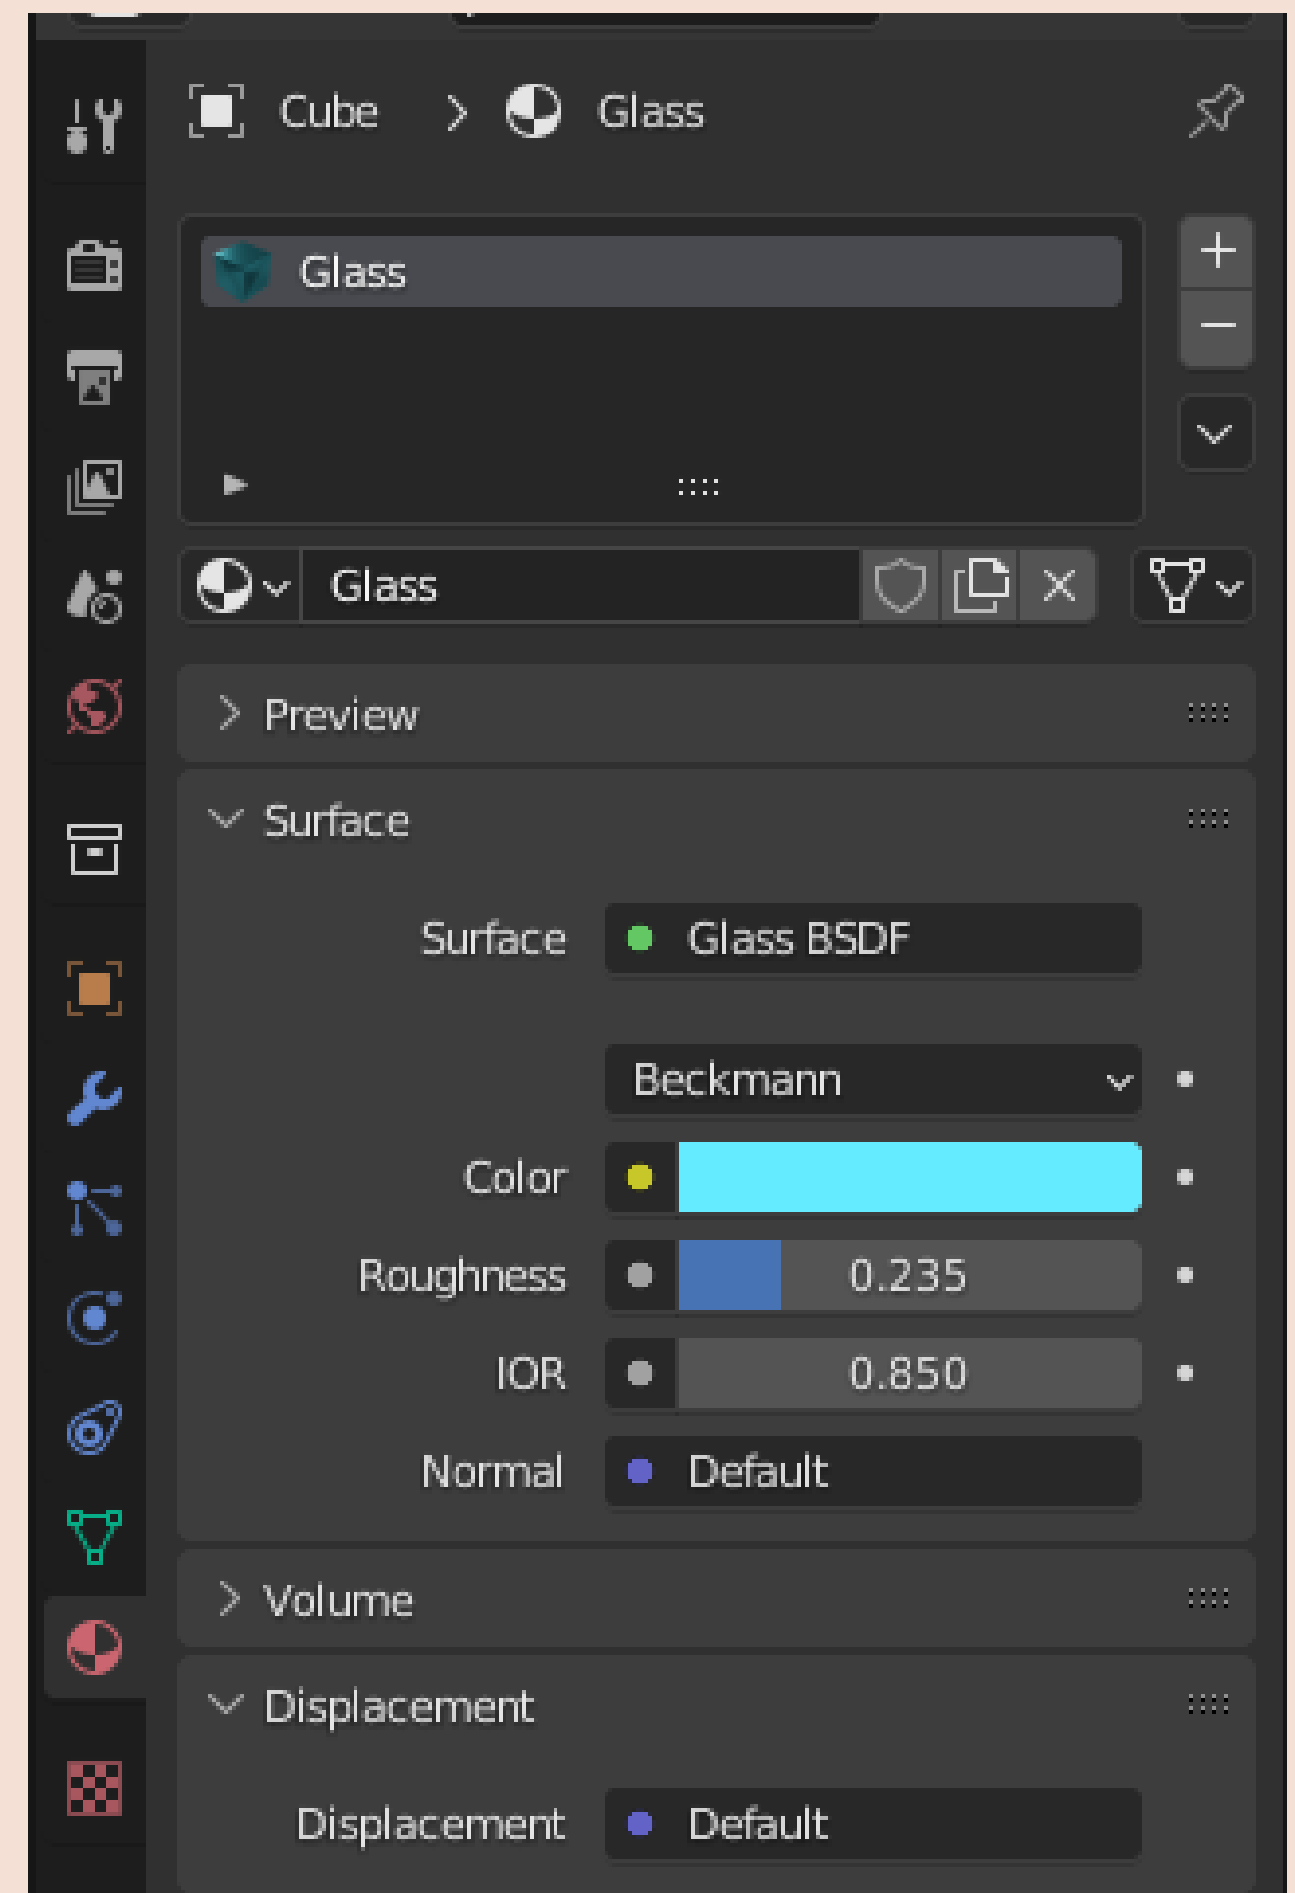 Cube > Glass
Glass
Glass
Preview
Surface
Surface Glass BSDF
Beckmann
Color
Roughness 0.235
IOR 0.850
Normal Default
Volume
Displacement
Displacement Default